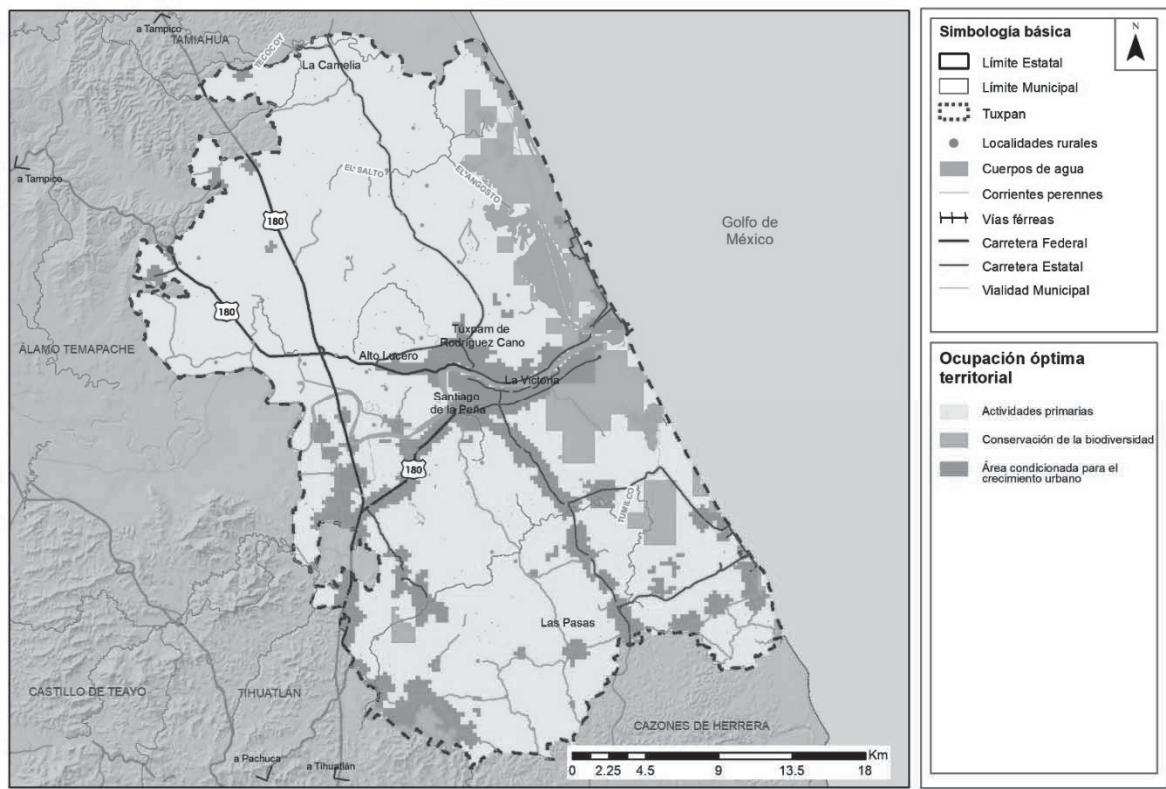 a Tampico
TAMIAHUA
TECOCOY
La Camelia
a Tampico
EL SALTO
EL ANGOSTO
180
Golfo de
México
180
ÁLAMO TEMAPACHE
Alto Lucero
Túxpam de
Rodríguez Cano
La Victoria
Santiago
de la Peña
180
TUMILCO
Las Pasas
CASTILLO DE TEAYO
TIHUATLÁN
CAZONES DE HERRERA
a Pachuca
a Tihuatlán
Km
0 2.25 4.5 9 13.5 18
N
Simbología básica
Límite Estatal
Límite Municipal
Tuxpan
Localidades rurales
Cuerpos de agua
Corrientes perennes
Vías férreas
Carretera Federal
Carretera Estatal
Vialidad Municipal
Ocupación óptima
territorial
Actividades primarias
Conservación de la biodiversidad
Área condicionada para el
crecimiento urbano